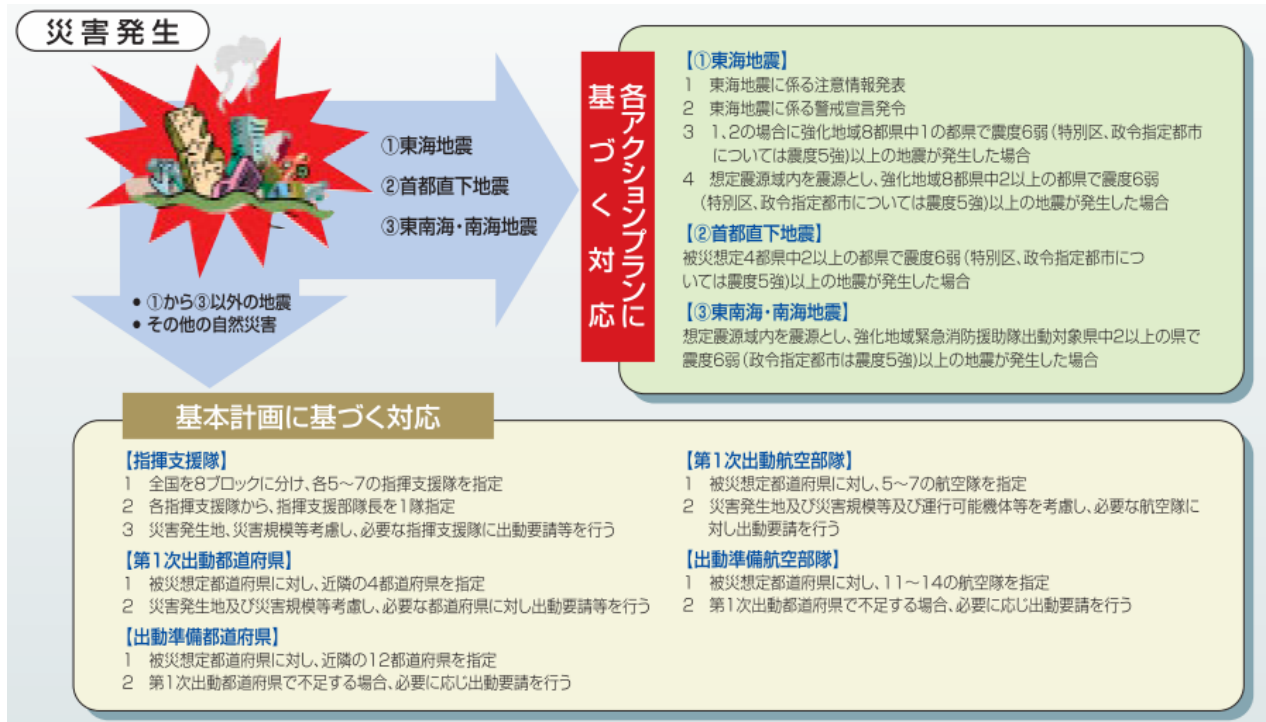 災害発生
①東海地震
②首都直下地震
③東南海・南海地震
● ①から③以外の地震
● その他の自然災害
各アクションプランに
基づく対応
【①東海地震】
1 東海地震に係る注意情報発表
2 東海地震に係る警戒宣言発令
3 1、2の場合に強化地域8都県中1の都県で震度6弱(特別区、政令指定都市
については震度5強)以上の地震が発生した場合
4 想定震源域内を震源とし、強化地域8都県中2以上の都県で震度6弱
(特別区、政令指定都市については震度5強)以上の地震が発生した場合
【②首都直下地震】
被災想定4都県中2以上の都県で震度6弱(特別区、政令指定都市につ
いては震度5強)以上の地震が発生した場合
【③東南海・南海地震】
想定震源域内を震源とし、強化地域緊急消防援助隊出動対象県中2以上の県で
震度6弱(政令指定都市は震度5強)以上の地震が発生した場合
基本計画に基づく対応
【指揮支援隊】
1 全国を8ブロックに分け、各5〜7の指揮支援隊を指定
2 各指揮支援隊から、指揮支援部隊長を1隊指定
3 災害発生地、災害規模等考慮し、必要な指揮支援隊に出動要請等を行う
【第1次出動都道府県】
1 被災想定都道府県に対し、近隣の4都道府県を指定
2 災害発生地及び災害規模等考慮し、必要な都道府県に対し出動要請等を行う
【出動準備都道府県】
1 被災想定都道府県に対し、近隣の12都道府県を指定
2 第1次出動都道府県で不足する場合、必要に応じ出動要請を行う
【第1次出動航空部隊】
1 被災想定都道府県に対し、5〜7の航空隊を指定
2 災害発生地及び災害規模等及び運行可能機体等を考慮し、必要な航空隊に
対し出動要請を行う
【出動準備航空部隊】
1 被災想定都道府県に対し、11〜14の航空隊を指定
2 第1次出動都道府県で不足する場合、必要に応じ出動要請を行う